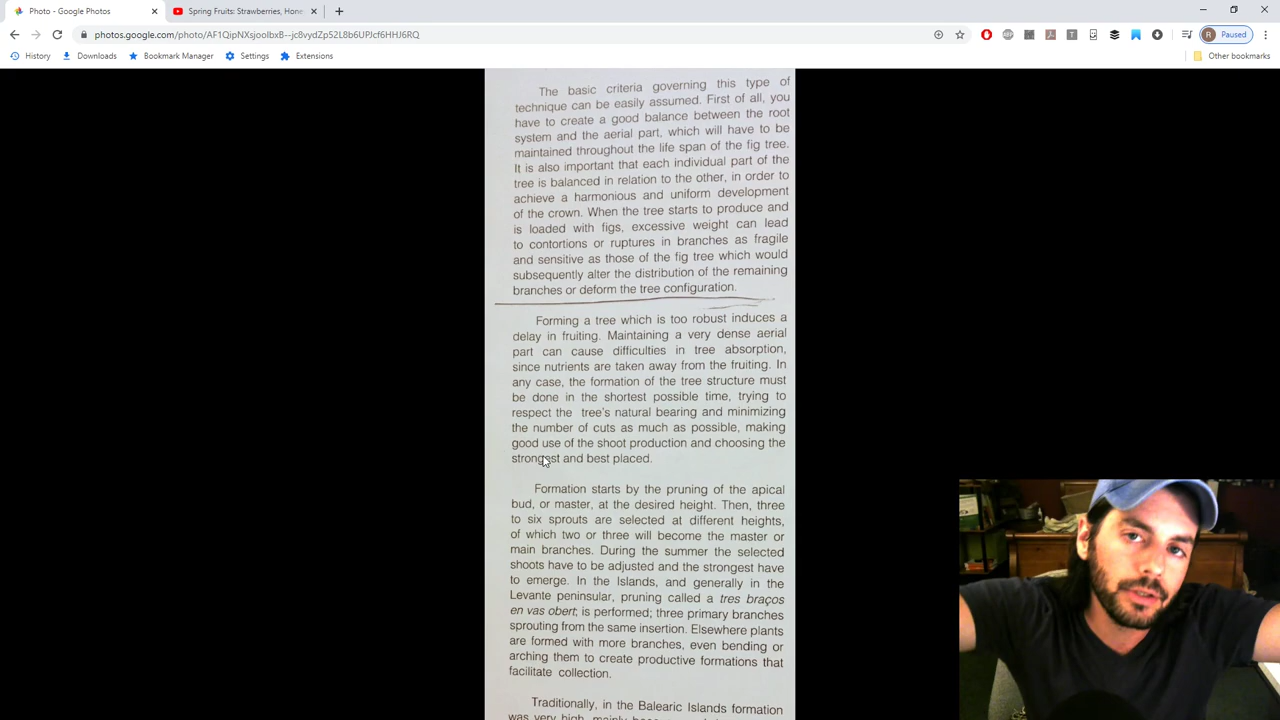 Photo - Google Photos
Spring Fruits: Strawberries, Hone
photos.google.com/photo/AF1QipNXsjoolbxB--jc8vydZp52L8b6UPJcf6HHJ6RQ
Paused
History
Downloads
Bookmark Manager
Settings
Extensions
Other bookmarks
The basic criteria governing this type of
technique can be easily assumed. First of all, you
have to create a good balance between the root
system and the aerial part, which will have to be
maintained throughout the life span of the fig tree.
It is also important that each individual part of the
tree is balanced in relation to the other, in order to
achieve a harmonious and uniform development
of the crown. When the tree starts to produce and
is loaded with figs, excessive weight can lead
to contortions or ruptures in branches as fragile
and sensitive as those of the fig tree which would
subsequently alter the distribution of the remaining
branches or deform the tree configuration.
Forming a tree which is too robust induces a
delay in fruiting. Maintaining a very dense aerial
part can cause difficulties in tree absorption,
since nutrients are taken away from the fruiting. In
any case, the formation of the tree structure must
be done in the shortest possible time, trying to
respect the tree's natural bearing and minimizing
the number of cuts as much as possible, making
good use of the shoot production and choosing the
strongest and best placed.
Formation starts by the pruning of the apical
bud, or master, at the desired height. Then, three
to six sprouts are selected at different heights,
of which two or three will become the master or
main branches. During the summer the selected
shoots have to be adjusted and the strongest have
to emerge. In the Islands, and generally in the
Levante peninsular, pruning called a tres braços
en vas obert; is performed; three primary branches
sprouting from the same insertion. Elsewhere plants
are formed with more branches, even bending or
arching them to create productive formations that
facilitate collection.
Traditionally, in the Balearic Islands formation
was very high, mainly